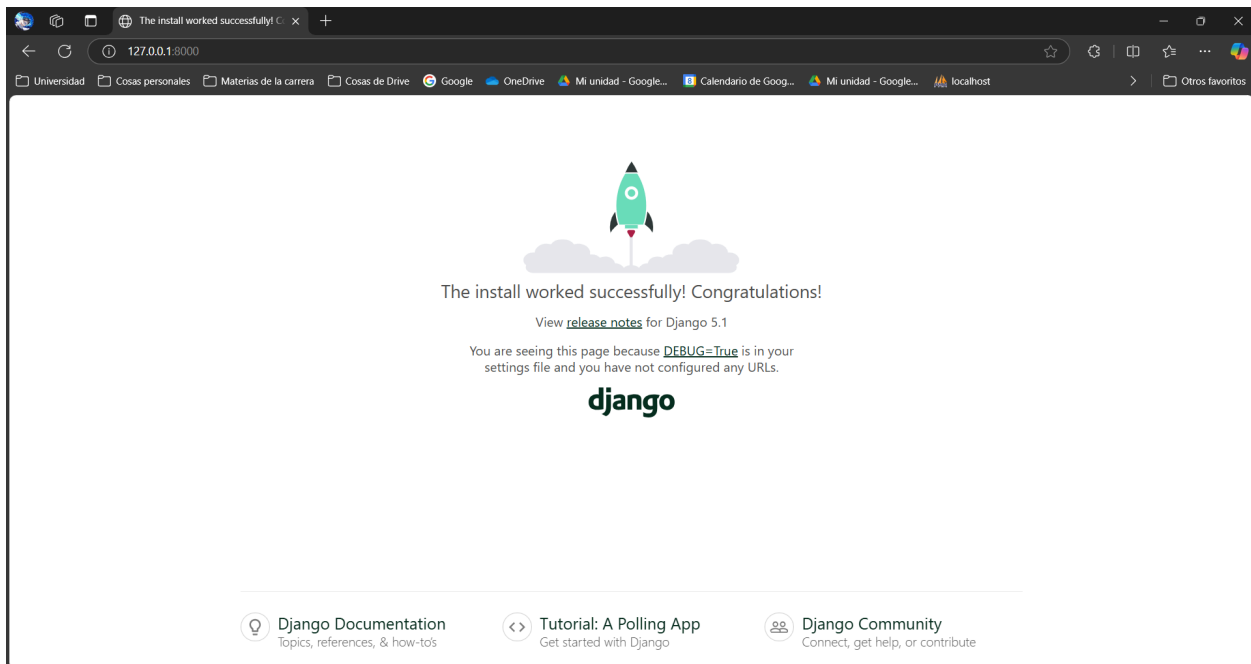 The install worked successfully! C
127.0.0.1:8000
Universidad
Cosas personales
Materias de la carrera
Cosas de Drive
Google
OneDrive
Mi unidad - Google...
Calendario de Goog...
Mi unidad - Google...
localhost
Otros favoritos
The install worked successfully! Congratulations!
View release notes for Django 5.1
You are seeing this page because DEBUG=True is in your
settings file and you have not configured any URLs.
django
Django Documentation
Topics, references, & how-to's
Tutorial: A Polling App
Get started with Django
Django Community
Connect, get help, or contribute